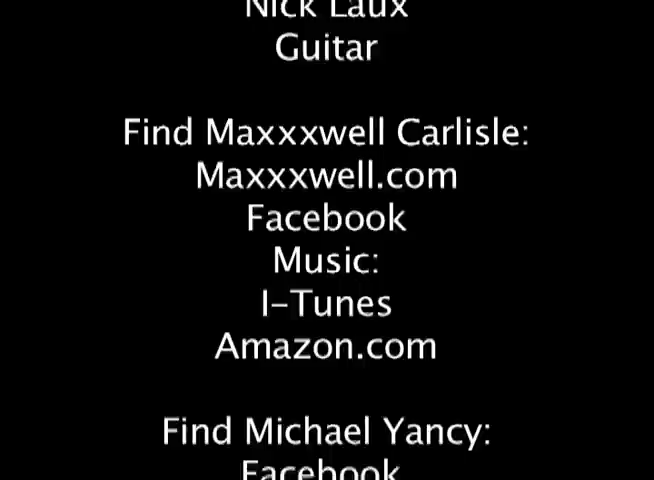 Nick Laux
Guitar
Find Maxxxwell Carlisle:
Maxxxwell.com
Facebook
Music:
I-Tunes
Amazon.com
Find Michael Yancy:
Facebook